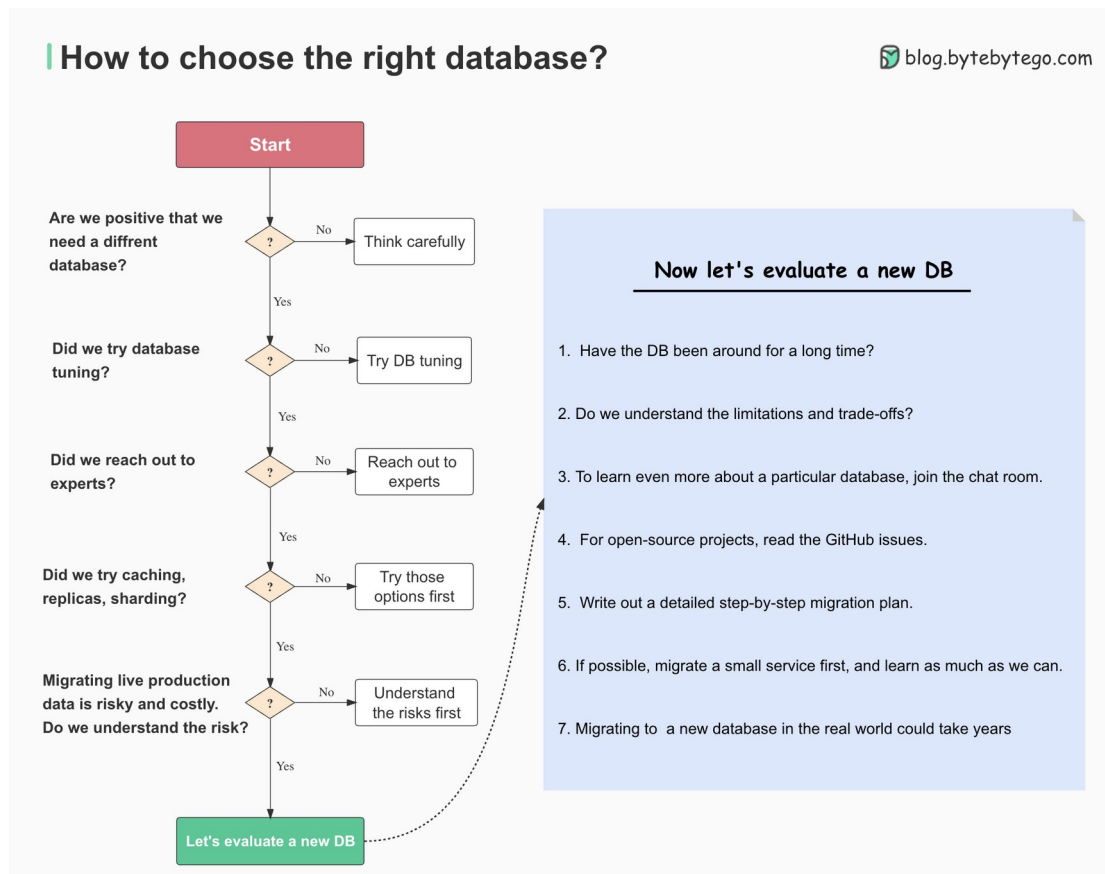 How to choose the right database?
blog.bytebytego.com
Start
Are we positive that we
need a diffrent
database?
?
No
Think carefully
Yes
Did we try database
tuning?
?
No
Try DB tuning
Yes
Did we reach out to
experts?
?
No
Reach out to
experts
Yes
Did we try caching,
replicas, sharding?
?
No
Try those
options first
Yes
Migrating live production
data is risky and costly.
Do we understand the risk?
?
No
Understand
the risks first
Yes
Let's evaluate a new DB
Now let's evaluate a new DB
1. Have the DB been around for a long time?
2. Do we understand the limitations and trade-offs?
3. To learn even more about a particular database, join the chat room.
4. For open-source projects, read the GitHub issues.
5. Write out a detailed step-by-step migration plan.
6. If possible, migrate a small service first, and learn as much as we can.
7. Migrating to a new database in the real world could take years